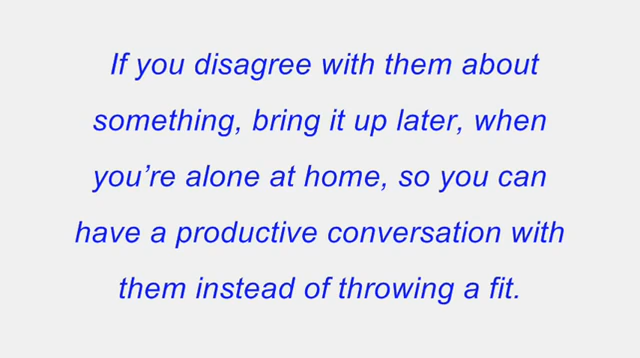 If you disagree with them about
something, bring it up later, when
you’re alone at home, so you can
have a productive conversation with
them instead of throwing a fit.